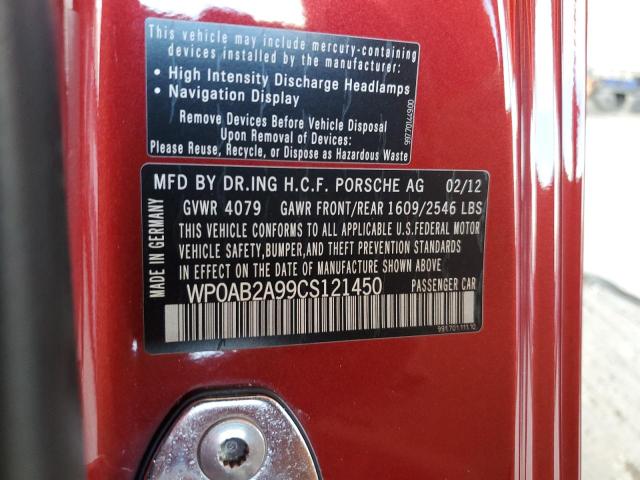 This vehicle may include mercury-containing
devices installed by the manufacturer:
• High Intensity Discharge Headlamps
• Navigation Display
Remove Devices Before Vehicle Disposal
Upon Removal of Devices:
Please Reuse, Recycle, or Dispose as Hazardous Waste
MFD BY DR.ING H.C.F. PORSCHE AG 02/12
GVWR 4079 GAWR FRONT/REAR 1609/2546 LBS
THIS VEHICLE CONFORMS TO ALL APPLICABLE U.S.FEDERAL MOTOR
VEHICLE SAFETY,BUMPER,AND THEFT PREVENTION STANDARDS
IN EFFECT ON THE DATE OF MANUFACTURE SHOWN ABOVE.
WP0AB2A99CS121450 PASSENGER CAR
991.701.111.10
MADE IN GERMANY